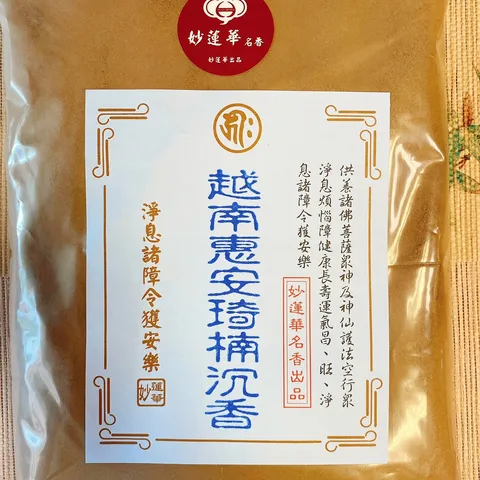 妙蓮華名香
妙蓮華出品
供養諸佛菩薩眾神及神仙護法空行眾
淨息煩惱障健康長壽運氣昌、旺、淨
息諸障令獲安樂
妙蓮華名香出品
越南惠安琦楠沉香
淨息諸障令獲安樂
妙蓮華